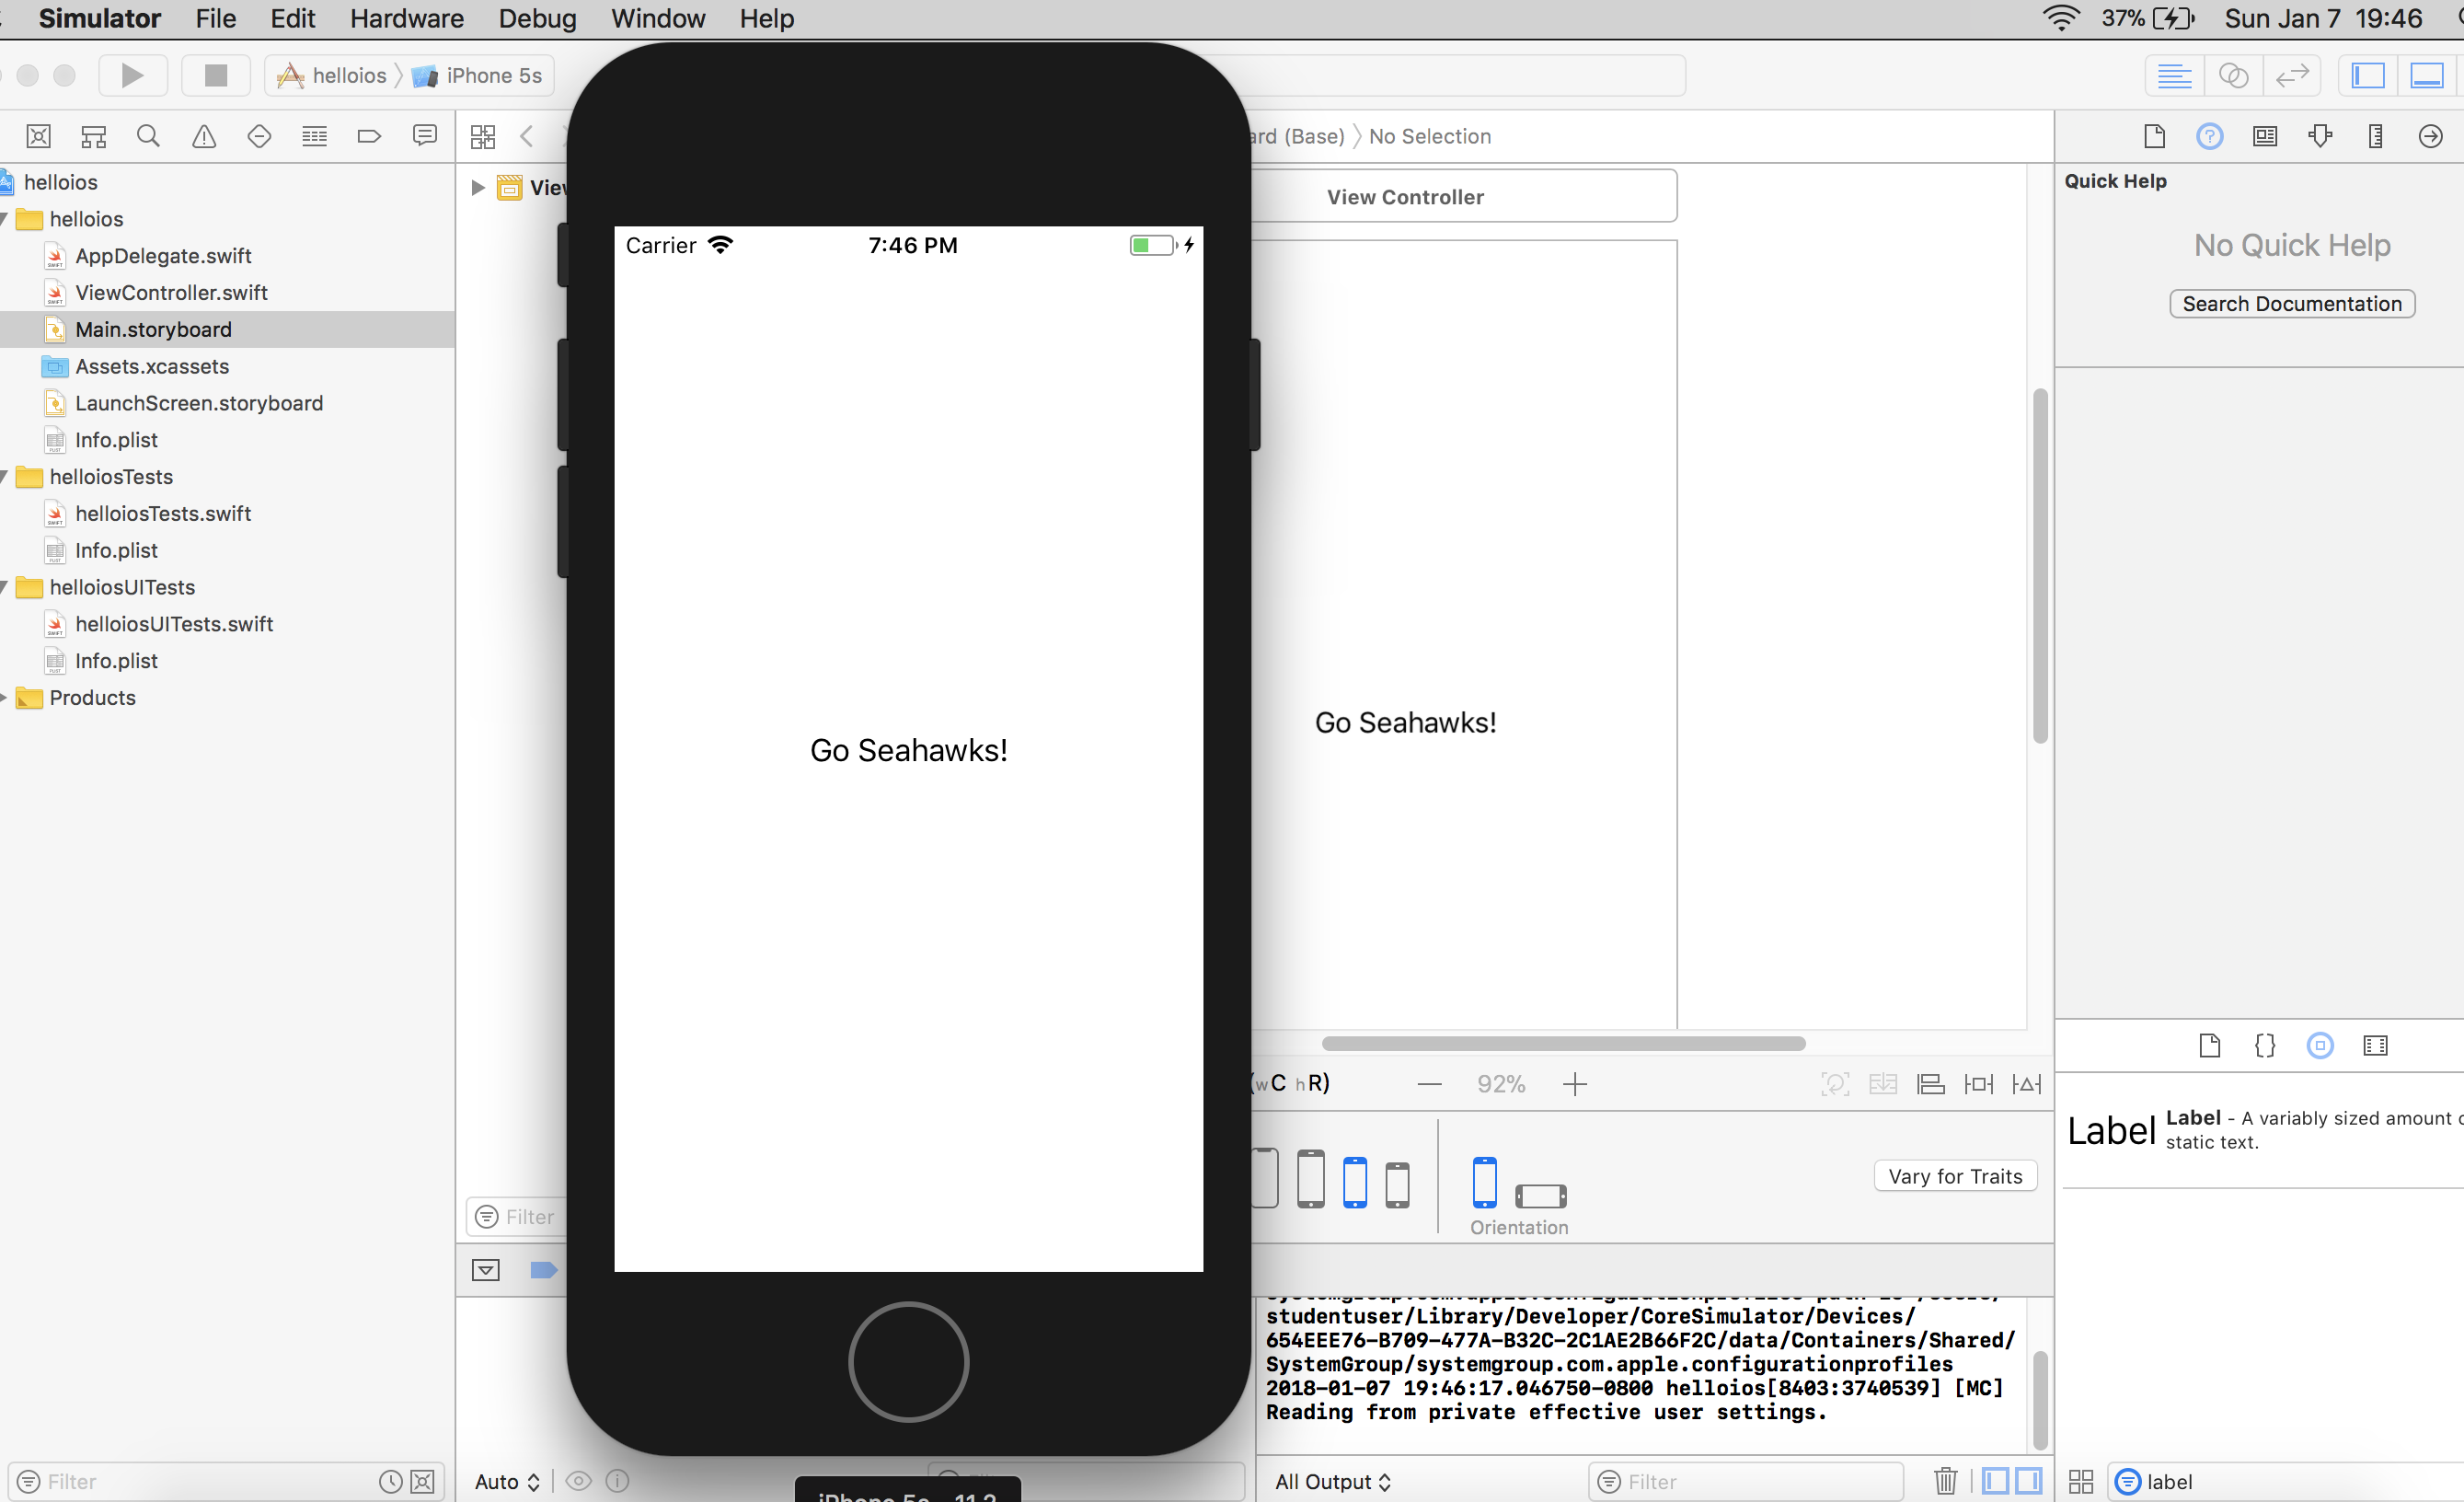 Simulator File Edit Hardware Debug Window Help 37% Sun Jan 7 19:46
helloios iPhone 5s
(Base) No Selection
helloios
helloios
AppDelegate.swift
ViewController.swift
Main.storyboard
Assets.xcassets
LaunchScreen.storyboard
Info.plist
helloiosTests
helloiosTests.swift
Info.plist
helloiosUITests
helloiosUITests.swift
Info.plist
Products
Filter
Carrier 7:46 PM
Go Seahawks!
View Controller
Go Seahawks!
wC hR)
92%
Vary for Traits
Orientation
Filter
studentuser/Library/Developer/CoreSimulator/Devices/
654EEE76-B709-477A-B32C-2C1AE2B66F2C/data/Containers/Shared/
SystemGroup/systemgroup.com.apple.configurationprofiles
2018-01-07 19:46:17.046750-0800 helloios[8403:3740539] [MC]
Reading from private effective user settings.
Auto
All Output
Filter
Quick Help
No Quick Help
Search Documentation
Label
Label - A variably sized amount
static text.
label